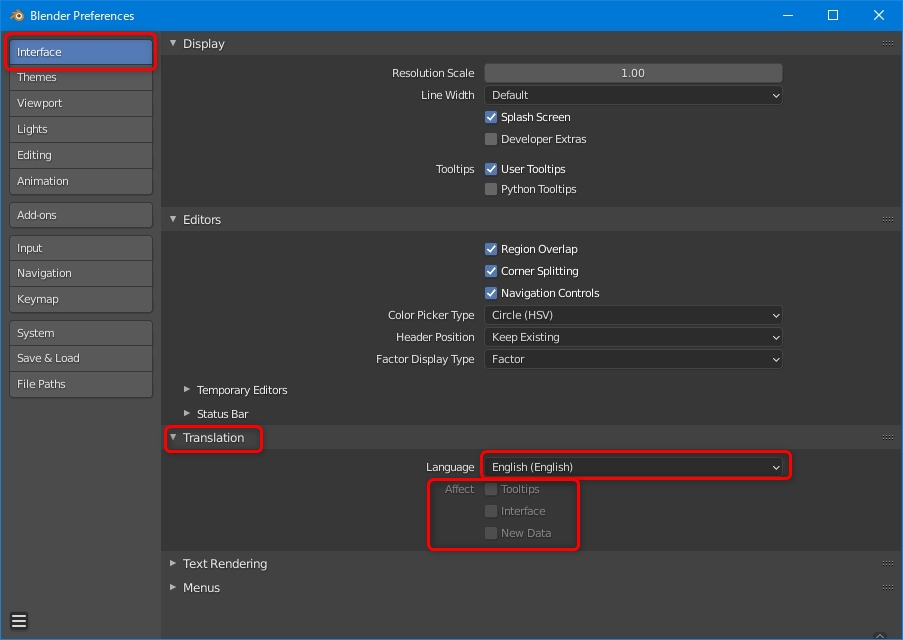 Blender Preferences
Interface
Themes
Viewport
Lights
Editing
Animation
Add-ons
Input
Navigation
Keymap
System
Save & Load
File Paths
Display
Resolution Scale 1.00
Line Width Default
Splash Screen
Developer Extras
Tooltips User Tooltips
Python Tooltips
Editors
Region Overlap
Corner Splitting
Navigation Controls
Color Picker Type Circle (HSV)
Header Position Keep Existing
Factor Display Type Factor
Temporary Editors
Status Bar
Translation
Language English (English)
Affect Tooltips
Interface
New Data
Text Rendering
Menus